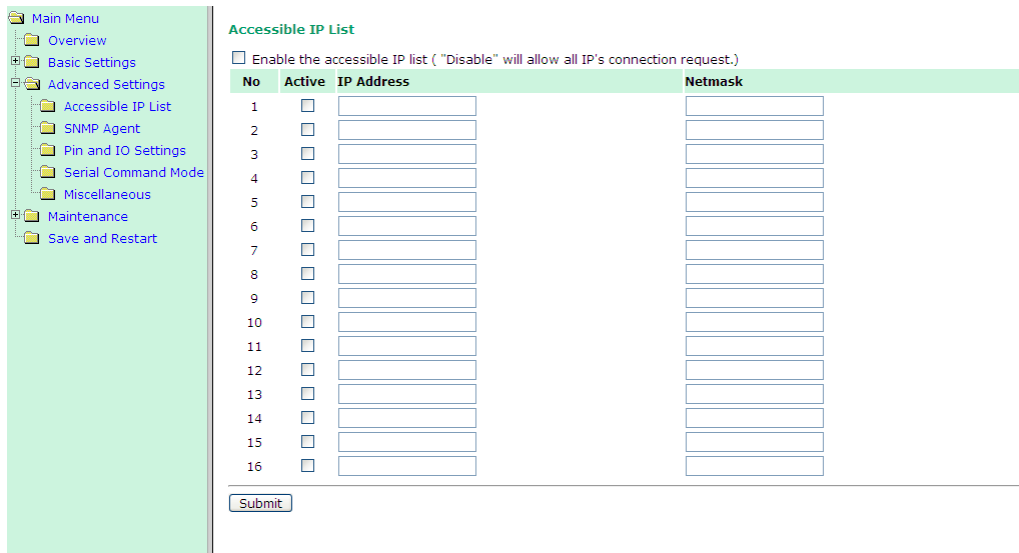 Main Menu
Overview
Basic Settings
Advanced Settings
Accessible IP List
SNMP Agent
Pin and IO Settings
Serial Command Mode
Miscellaneous
Maintenance
Save and Restart
Accessible IP List
Enable the accessible IP list ( "Disable" will allow all IP's connection request.)
No Active IP Address Netmask
1
2
3
4
5
6
7
8
9
10
11
12
13
14
15
16
Submit